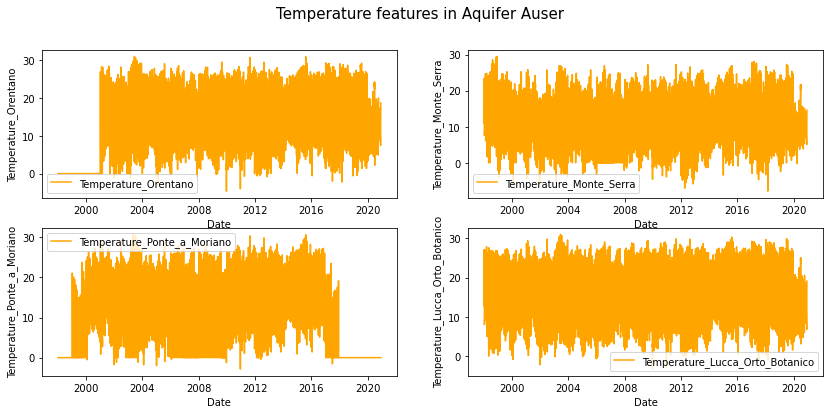 Temperature features in Aquifer Auser
Temperature_Orentano
30
20
10
0
Temperature_Orentano
2000 2004 2008 2012 2016 2020
Date
Temperature_Monte_Serra
30
20
10
0
Temperature_Monte_Serra
2000 2004 2008 2012 2016 2020
Date
Temperature_Ponte_a_Moriano
30
20
10
0
Temperature_Ponte_a_Moriano
2000 2004 2008 2012 2016 2020
Date
Temperature_Lucca_Orto_Botanico
30
20
10
0
Temperature_Lucca_Orto_Botanico
2000 2004 2008 2012 2016 2020
Date